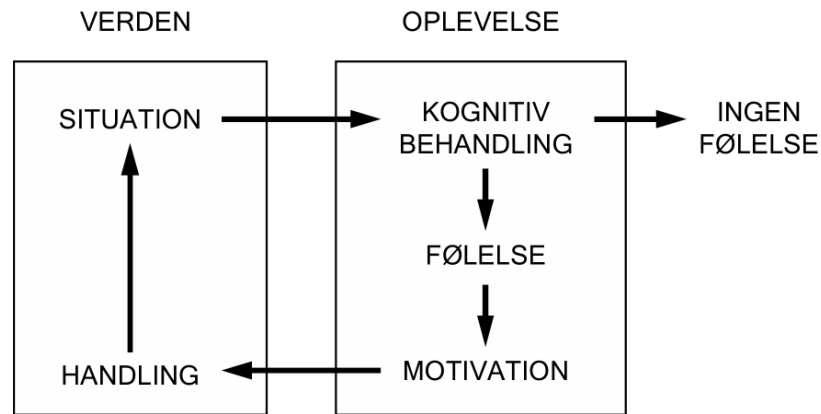 VERDEN
OPLEVELSE
SITUATION
KOGNITIV
BEHANDLING
INGEN
FØLELSE
FØLELSE
HANDLING
MOTIVATION